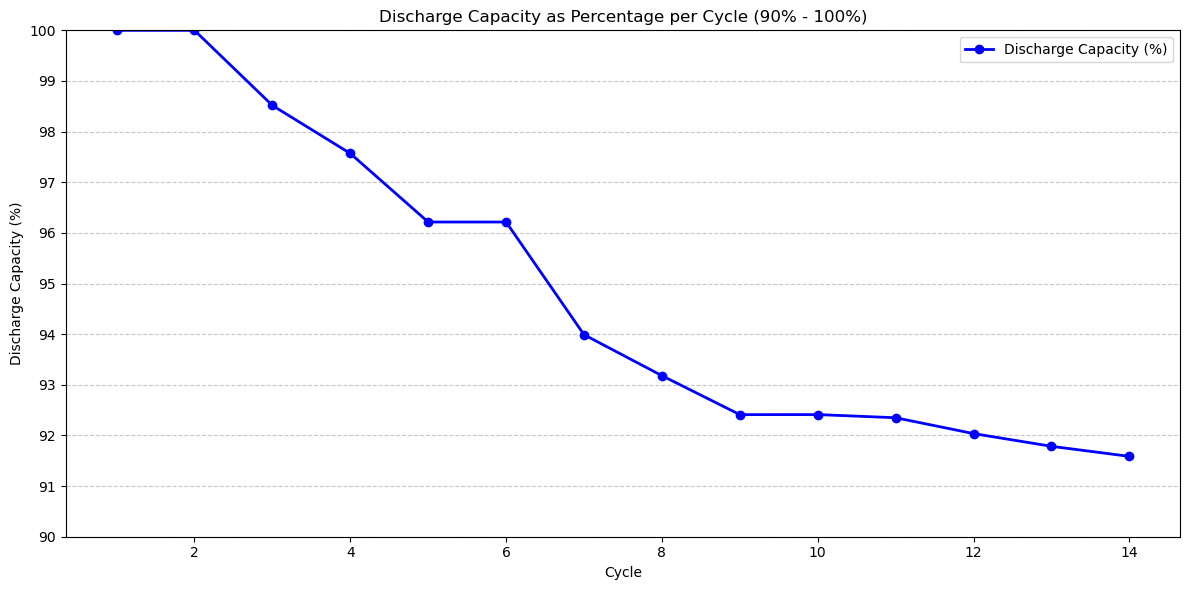 Discharge Capacity as Percentage per Cycle (90% - 100%)
Discharge Capacity (%)
Discharge Capacity (%)
100
99
98
97
96
95
94
93
92
91
90
2 4 6 8 10 12 14
Cycle